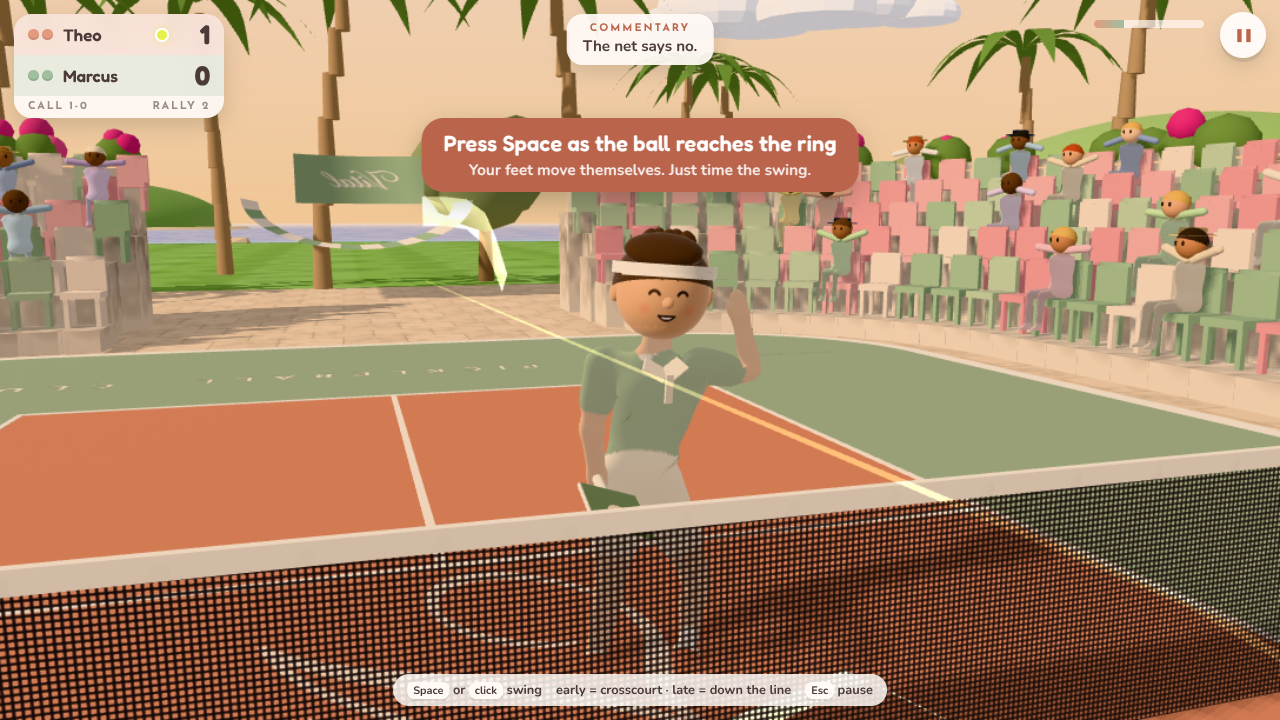 Theo 1
Marcus 0
CALL 1-0 RALLY 2
COMMENTARY
The net says no.
Press Space as the ball reaches the ring
Your feet move themselves. Just time the swing.
Space or click swing early = crosscourt · late = down the line Esc pause